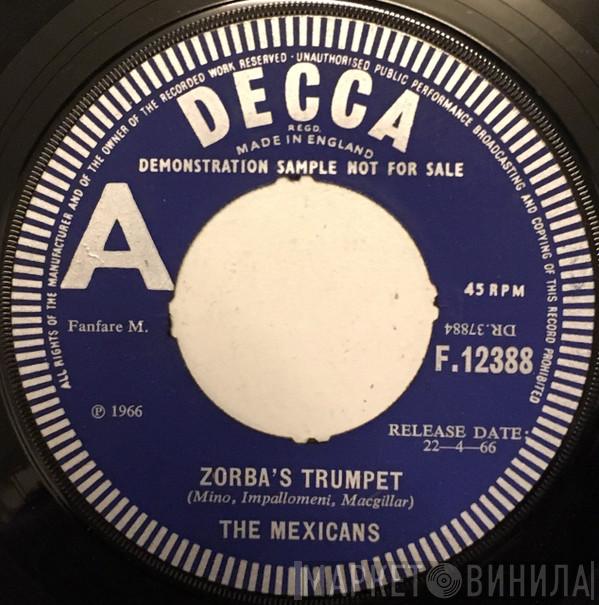 ALL RIGHTS OF THE MANUFACTURER AND OF THE OWNER OF THE RECORDED WORK RESERVED · UNAUTHORISED PUBLIC PERFORMANCE BROADCASTING AND COPYING OF THIS RECORD PROHIBITED
DECCA
REGD.
MADE IN ENGLAND
DEMONSTRATION SAMPLE NOT FOR SALE
A
45 RPM
Fanfare M.
DR.37884
F.12388
℗ 1966
RELEASE DATE:
22–4–66
ZORBA'S TRUMPET
(Mino, Impallomeni, Macgillar)
THE MEXICANS
МАРКЕТ ВИНИЛА